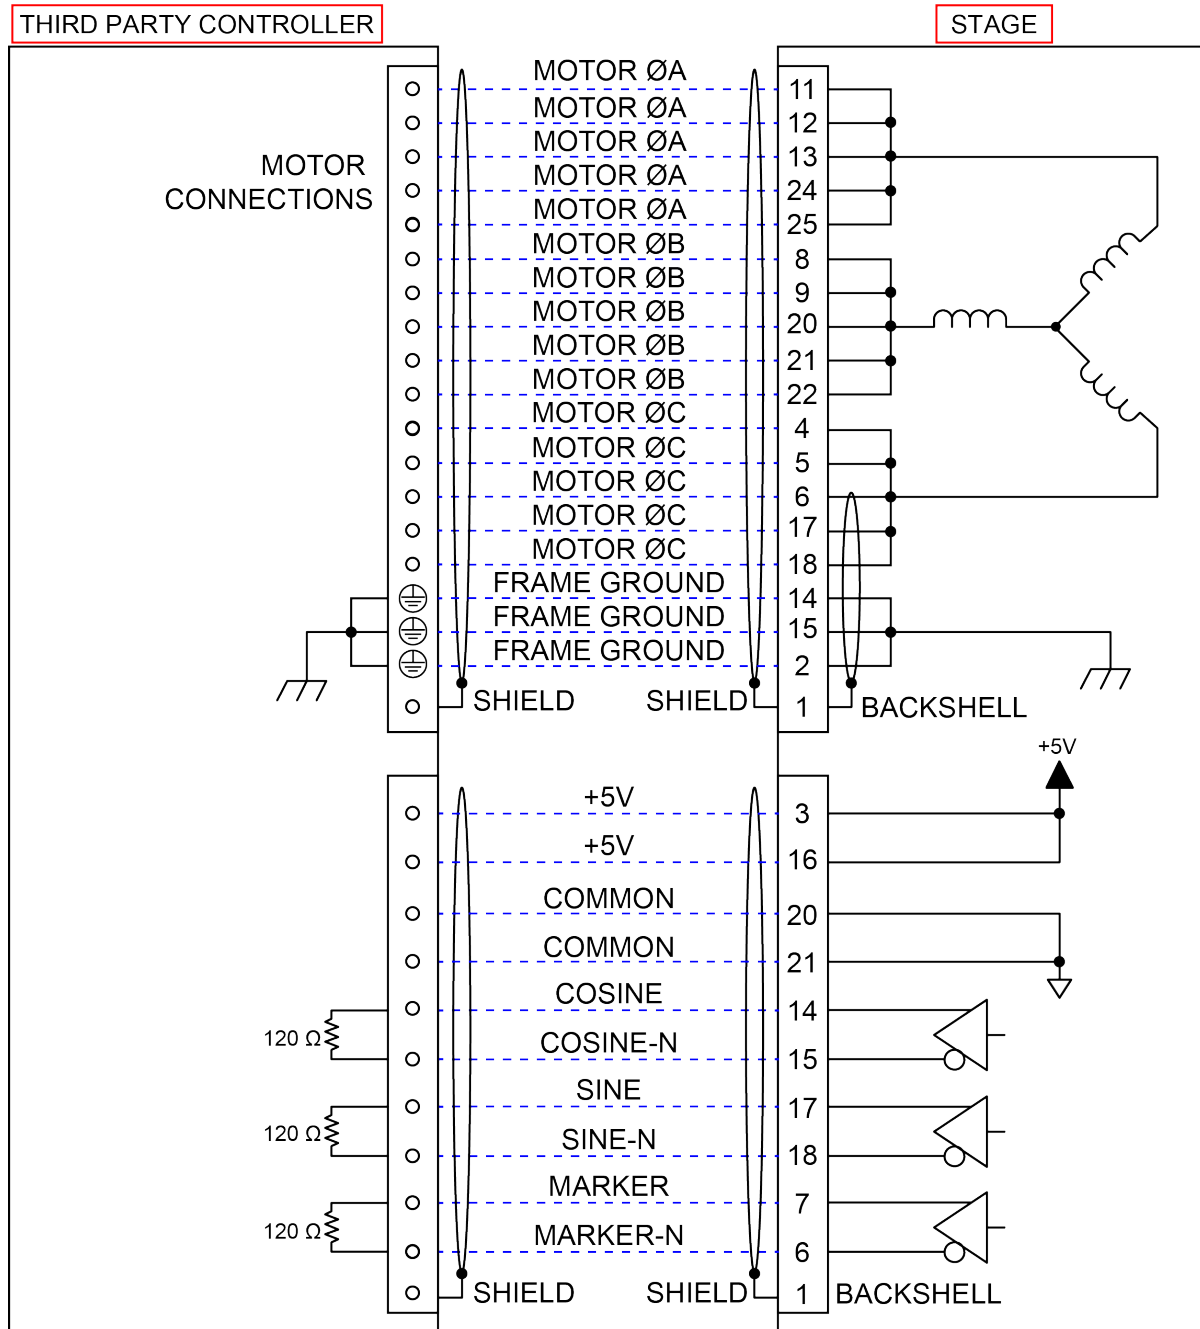 THIRD PARTY CONTROLLER
STAGE
MOTOR CONNECTIONS
MOTOR ØA 11
MOTOR ØA 12
MOTOR ØA 13
MOTOR ØA 24
MOTOR ØA 25
MOTOR ØB 8
MOTOR ØB 9
MOTOR ØB 20
MOTOR ØB 21
MOTOR ØB 22
MOTOR ØC 4
MOTOR ØC 5
MOTOR ØC 6
MOTOR ØC 17
MOTOR ØC 18
FRAME GROUND 14
FRAME GROUND 15
FRAME GROUND 2
SHIELD SHIELD 1 BACKSHELL
+5V
+5V 3
+5V 16
COMMON 20
COMMON 21
COSINE 14
120 Ω
COSINE-N 15
SINE 17
120 Ω
SINE-N 18
MARKER 7
120 Ω
MARKER-N 6
SHIELD SHIELD 1 BACKSHELL